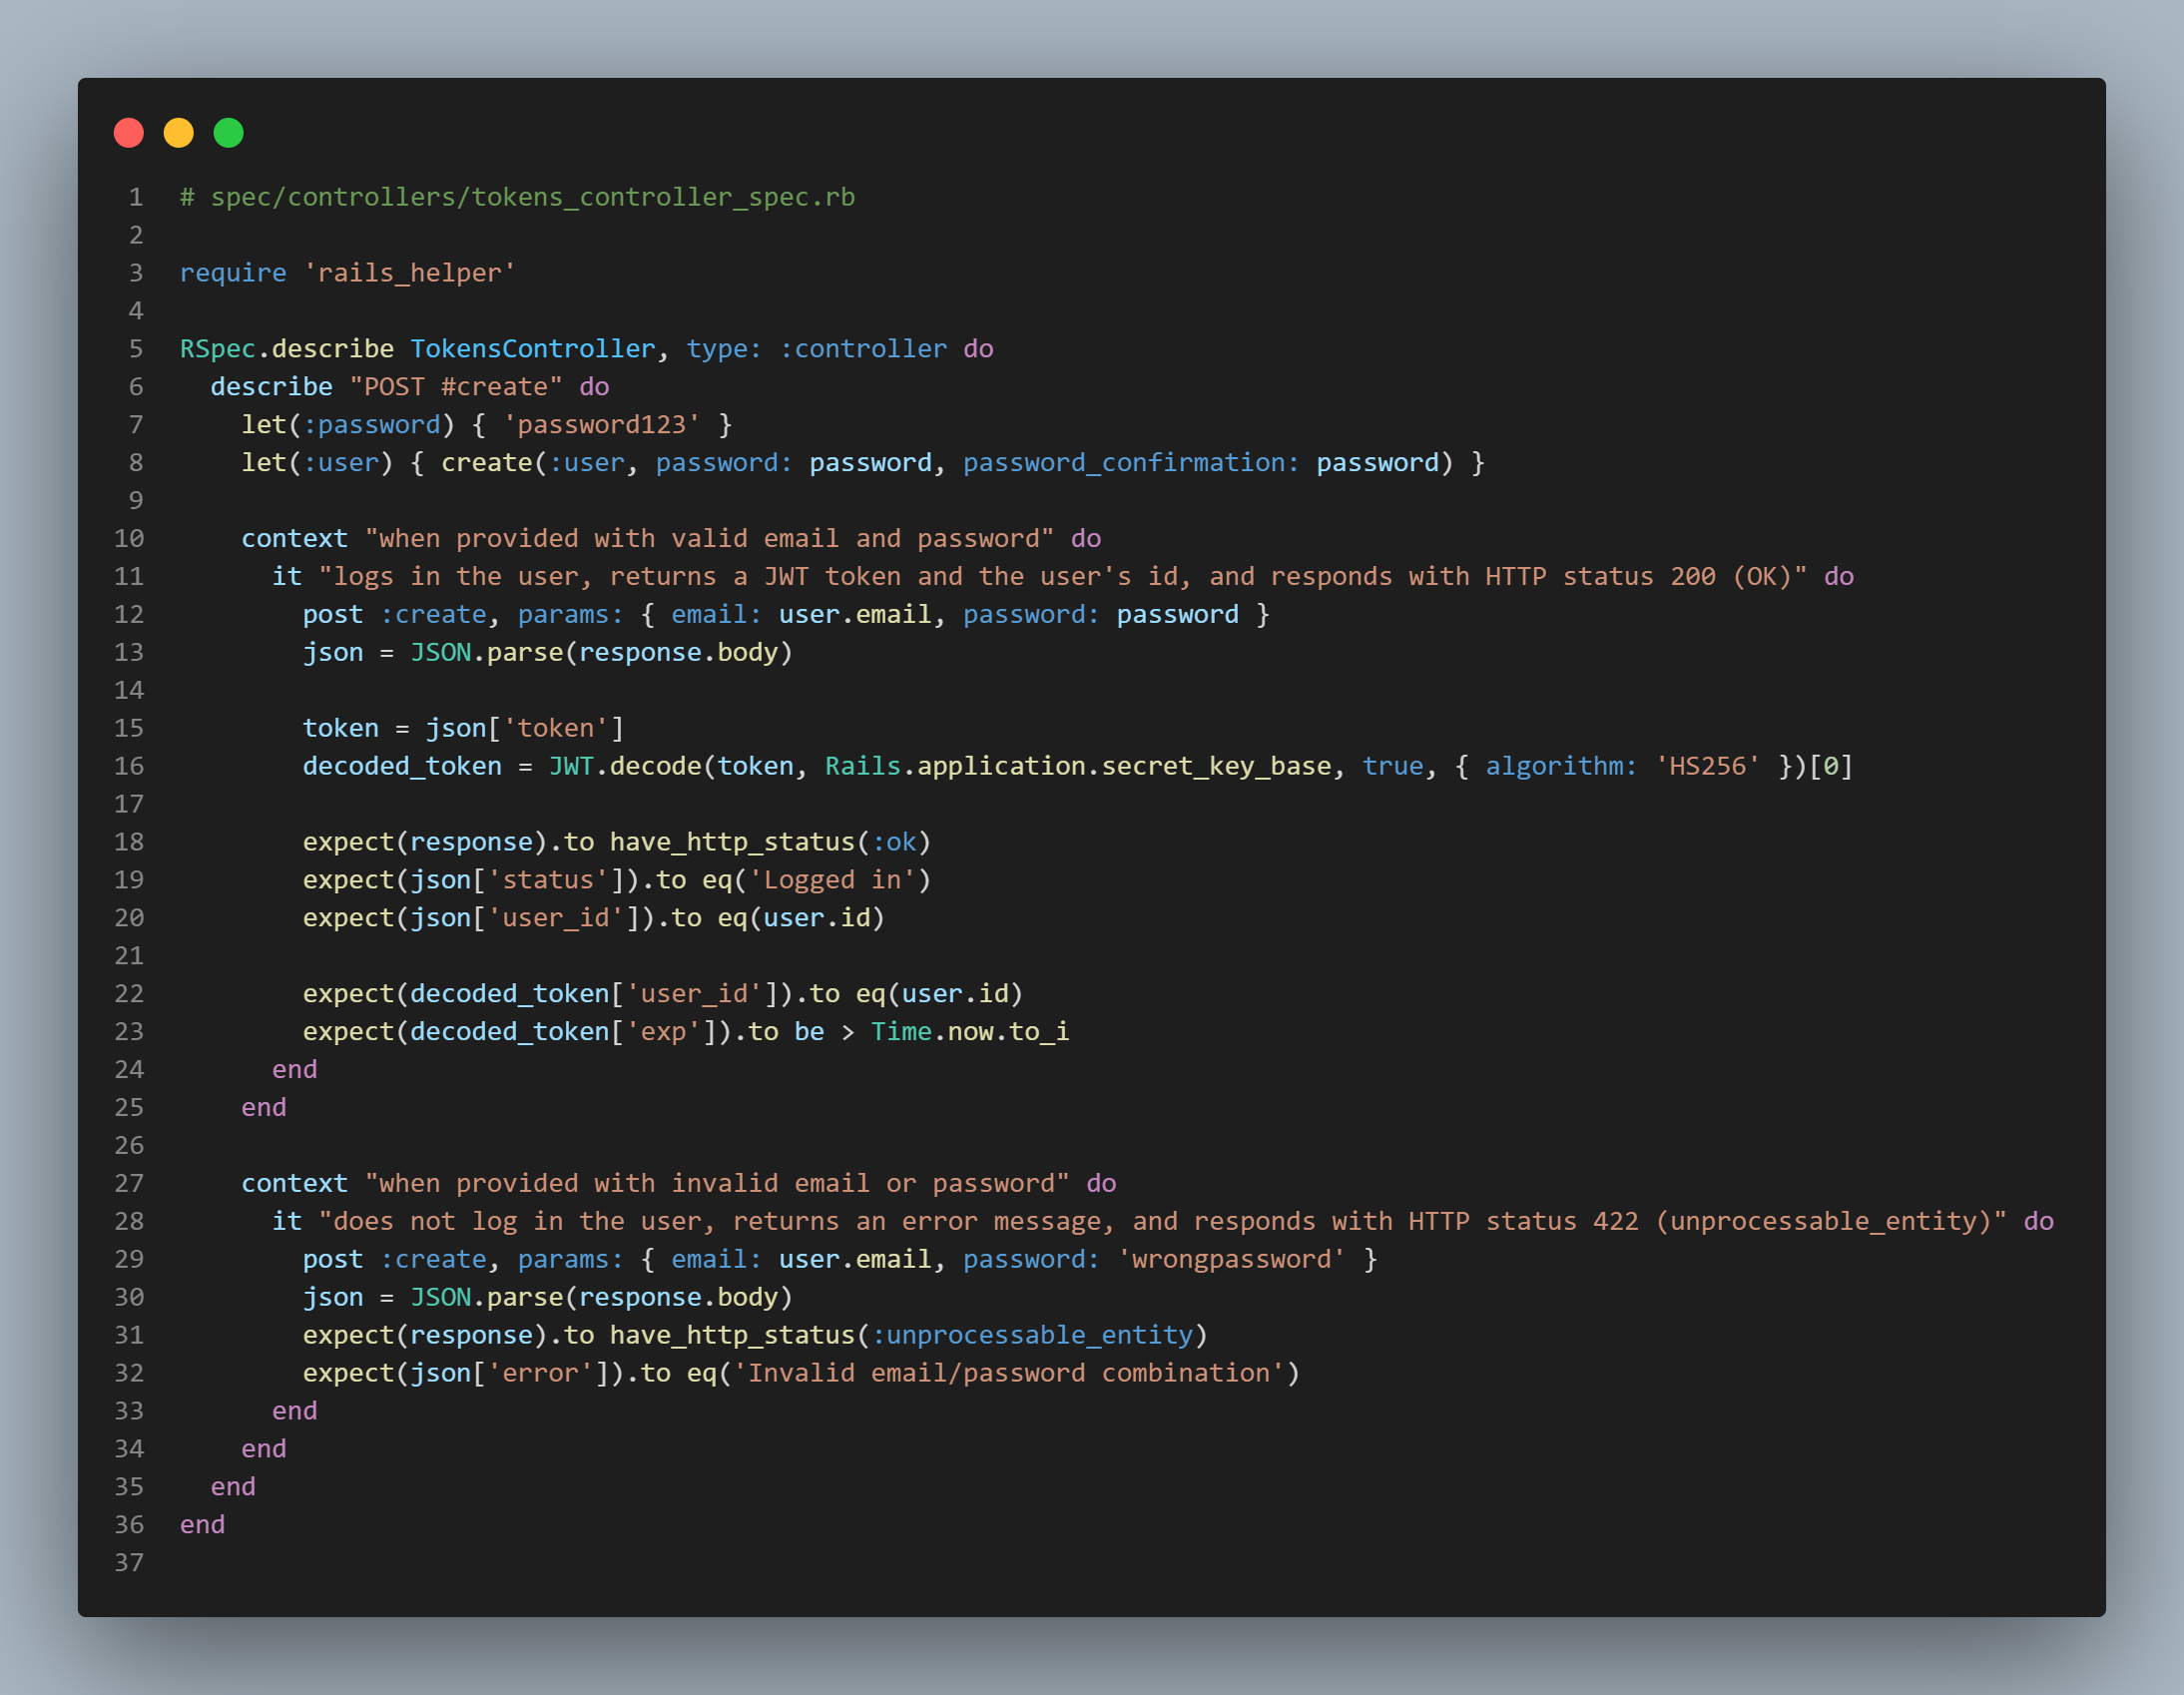 1 # spec/controllers/tokens_controller_spec.rb
2
3 require 'rails_helper'
4
5 RSpec.describe TokensController, type: :controller do
6   describe "POST #create" do
7     let(:password) { 'password123' }
8     let(:user) { create(:user, password: password, password_confirmation: password) }
9
10     context "when provided with valid email and password" do
11       it "logs in the user, returns a JWT token and the user's id, and responds with HTTP status 200 (OK)" do
12         post :create, params: { email: user.email, password: password }
13         json = JSON.parse(response.body)
14
15         token = json['token']
16         decoded_token = JWT.decode(token, Rails.application.secret_key_base, true, { algorithm: 'HS256' })[0]
17
18         expect(response).to have_http_status(:ok)
19         expect(json['status']).to eq('Logged in')
20         expect(json['user_id']).to eq(user.id)
21
22         expect(decoded_token['user_id']).to eq(user.id)
23         expect(decoded_token['exp']).to be > Time.now.to_i
24       end
25     end
26
27     context "when provided with invalid email or password" do
28       it "does not log in the user, returns an error message, and responds with HTTP status 422 (unprocessable_entity)" do
29         post :create, params: { email: user.email, password: 'wrongpassword' }
30         json = JSON.parse(response.body)
31         expect(response).to have_http_status(:unprocessable_entity)
32         expect(json['error']).to eq('Invalid email/password combination')
33       end
34     end
35   end
36 end
37